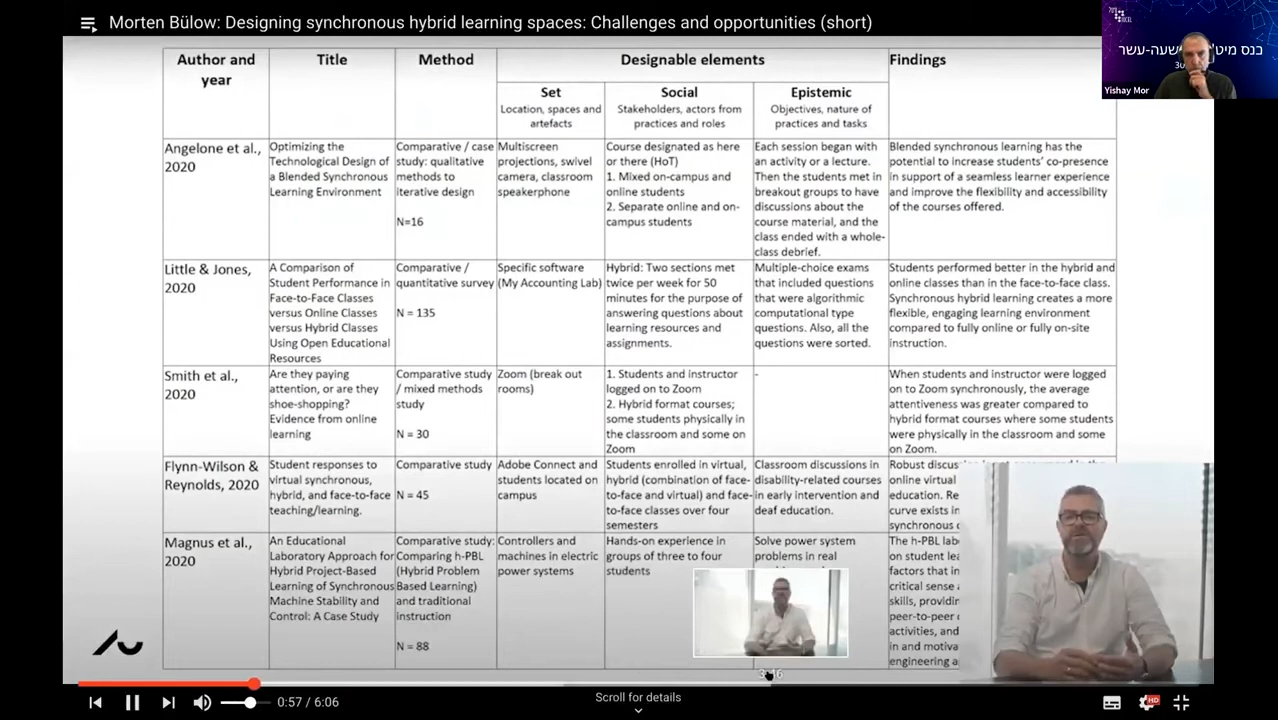 Morten Bülow: Designing synchronous hybrid learning spaces: Challenges and opportunities (short)
כנס מיט
שעה-עשר
Yishay Mor
Author and year
Title
Method
Designable elements
Findings
Set
Location, spaces and
artefacts
Social
Stakeholders, actors from
practices and roles
Epistemic
Objectives, nature of
practices and tasks
Angelone et al.,
2020
Optimizing the
Technological Design of
a Blended Synchronous
Learning Environment
Comparative / case
study: qualitative
methods to
iterative design
N=16
Multiscreen
projections, swivel
camera, classroom
speakerphone
Course designated as here
or there (HoT)
1. Mixed on-campus and
online students
2. Separate online and on-
campus students
Each session began with
an activity or a lecture.
Then the students met in
breakout groups to have
discussions about the
course material, and the
class ended with a whole-
class debrief.
Blended synchronous learning has the
potential to increase students’ co-presence
in support of a seamless learner experience
and improve the flexibility and accessibility
of the courses offered.
Little & Jones,
2020
A Comparison of
Student Performance in
Face-to-Face Classes
versus Online Classes
versus Hybrid Classes
Using Open Educational
Resources
Comparative /
quantitative survey
N = 135
Specific software
(My Accounting Lab)
Hybrid: Two sections met
twice per week for 50
minutes for the purpose of
answering questions about
learning resources and
assignments.
Multiple-choice exams
that included questions
that were algorithmic
computational type
questions. Also, all the
questions were sorted.
Students performed better in the hybrid and
online classes than in the face-to-face class.
Synchronous hybrid learning creates a more
flexible, engaging learning environment
compared to fully online or fully on-site
instruction.
Smith et al.,
2020
Are they paying
attention, or are they
shoe-shopping?
Evidence from online
learning
Comparative study
/ mixed methods
study
N = 30
Zoom (break out
rooms)
1. Students and instructor
logged on to Zoom
2. Hybrid format courses;
some students physically in
the classroom and some on
Zoom
-
When students and instructor were logged
on to Zoom synchronously, the average
attentiveness was greater compared to
hybrid format courses where some students
were physically in the classroom and some
on Zoom.
Flynn-Wilson &
Reynolds, 2020
Student responses to
virtual synchronous,
hybrid, and face-to-face
teaching/learning.
Comparative study
N = 45
Adobe Connect and
students located on
campus
Students enrolled in virtual,
hybrid (combination of face-
to-face and virtual) and face-
to-face classes over four
semesters
Classroom discussions in
disability-related courses
in early intervention and
deaf education.
Robust
online virtual
education.
curve exists in
synchronous
Magnus et al.,
2020
An Educational
Laboratory Approach for
Hybrid Project-Based
Learning of Synchronous
Machine Stability and
Control: A Case Study
Comparative study:
Comparing h-PBL
(Hybrid Problem
Based Learning)
and traditional
instruction
N = 88
Controllers and
machines in electric
power systems
Hands-on experience in
groups of three to four
students
Solve power system
problems in real
The h-PBL
on student
factors that
critical sense
skills,
peer-to-peer
activities, and
in and
engineering
0:57 / 6:06
Scroll for details
HD